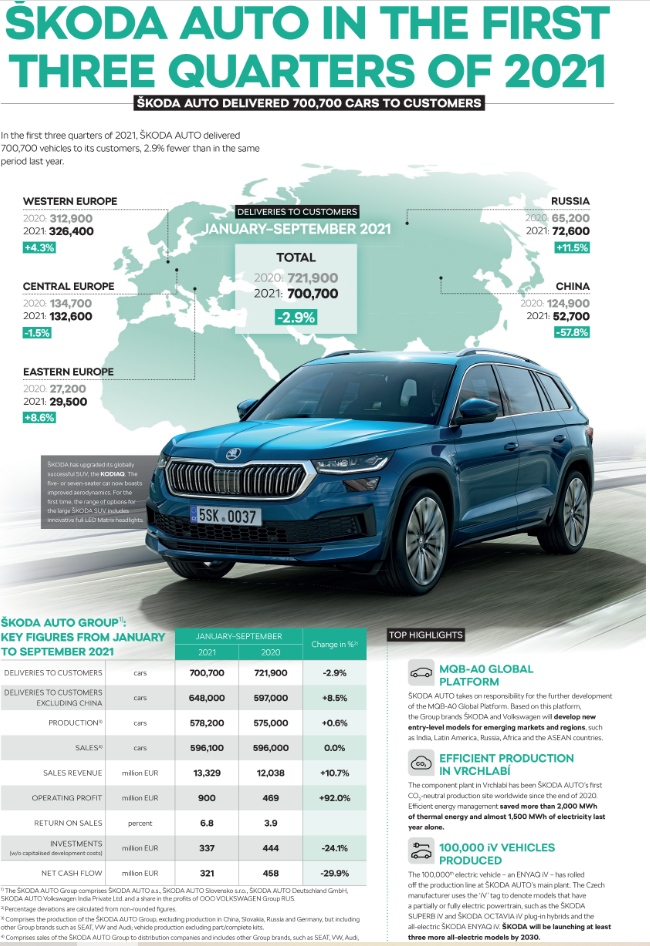 ŠKODA AUTO IN THE FIRST
THREE QUARTERS OF 2021
ŠKODA AUTO DELIVERED 700,700 CARS TO CUSTOMERS
In the first three quarters of 2021, ŠKODA AUTO delivered
700,700 vehicles to its customers, 2.9% fewer than in the same
period last year.
WESTERN EUROPE
2020: 312,900
2021: 326,400
+4.3%
CENTRAL EUROPE
2020: 134,700
2021: 132,600
-1.5%
EASTERN EUROPE
2020: 27,200
2021: 29,500
+8.6%
DELIVERIES TO CUSTOMERS
JANUARY–SEPTEMBER 2021
TOTAL
2020: 721,900
2021: 700,700
-2.9%
RUSSIA
2020: 65,200
2021: 72,600
+11.5%
CHINA
2020: 124,900
2021: 52,700
-57.8%
ŠKODA has upgraded its globally
successful SUV, the KODIAQ. The
five- or seven-seater car now boasts
improved aerodynamics. For the
first time, the range of options for
the large ŠKODA SUV includes
innovative full LED Matrix headlights.
5SK 0037
ŠKODA AUTO GROUP¹⁾:
KEY FIGURES FROM JANUARY
TO SEPTEMBER 2021
JANUARY–SEPTEMBER
2021 2020 Change in %²⁾
DELIVERIES TO CUSTOMERS cars 700,700 721,900 -2.9%
DELIVERIES TO CUSTOMERS
EXCLUDING CHINA cars 648,000 597,000 +8.5%
PRODUCTION³⁾ cars 578,200 575,000 +0.6%
SALES⁴⁾ cars 596,100 596,000 0.0%
SALES REVENUE million EUR 13,329 12,038 +10.7%
OPERATING PROFIT million EUR 900 469 +92.0%
RETURN ON SALES percent 6.8 3.9
INVESTMENTS
(w/o capitalised development costs) million EUR 337 444 -24.1%
NET CASH FLOW million EUR 321 458 -29.9%
¹⁾ The ŠKODA AUTO Group comprises ŠKODA AUTO a.s., ŠKODA AUTO Slovensko s.r.o., ŠKODA AUTO Deutschland GmbH,
ŠKODA AUTO Volkswagen India Private Ltd. and a share in the profits of OOO VOLKSWAGEN Group RUS.
²⁾ Percentage deviations are calculated from non-rounded figures.
³⁾ Comprises the production of the ŠKODA AUTO Group, excluding production in China, Slovakia, Russia and Germany, but including
other Group brands such as SEAT, VW and Audi, vehicle production excluding part/complete kits.
⁴⁾ Comprises sales of the ŠKODA AUTO Group to distribution companies and includes other Group brands, such as SEAT, VW, Audi,
TOP HIGHLIGHTS
MQB-A0 GLOBAL
PLATFORM
ŠKODA AUTO takes on responsibility for the further development
of the MQB-A0 Global Platform. Based on this platform,
the Group brands ŠKODA and Volkswagen will develop new
entry-level models for emerging markets and regions, such
as India, Latin America, Russia, Africa and the ASEAN countries.
CO₂
EFFICIENT PRODUCTION
IN VRCHLABÍ
The component plant in Vrchlabí has been ŠKODA AUTO's first
CO₂-neutral production site worldwide since the end of 2020.
Efficient energy management saved more than 2,000 MWh
of thermal energy and almost 1,500 MWh of electricity last
year alone.
100,000 iV VEHICLES
PRODUCED
The 100,000ᵗʰ electric vehicle – an ENYAQ iV – has rolled
off the production line at ŠKODA AUTO's main plant. The Czech
manufacturer uses the 'iV' tag to denote models that have
a partially or fully electric powertrain, such as the ŠKODA
SUPERB iV and ŠKODA OCTAVIA iV plug-in hybrids and the
all-electric ŠKODA ENYAQ iV. ŠKODA will be launching at least
three more all-electric models by 2030.